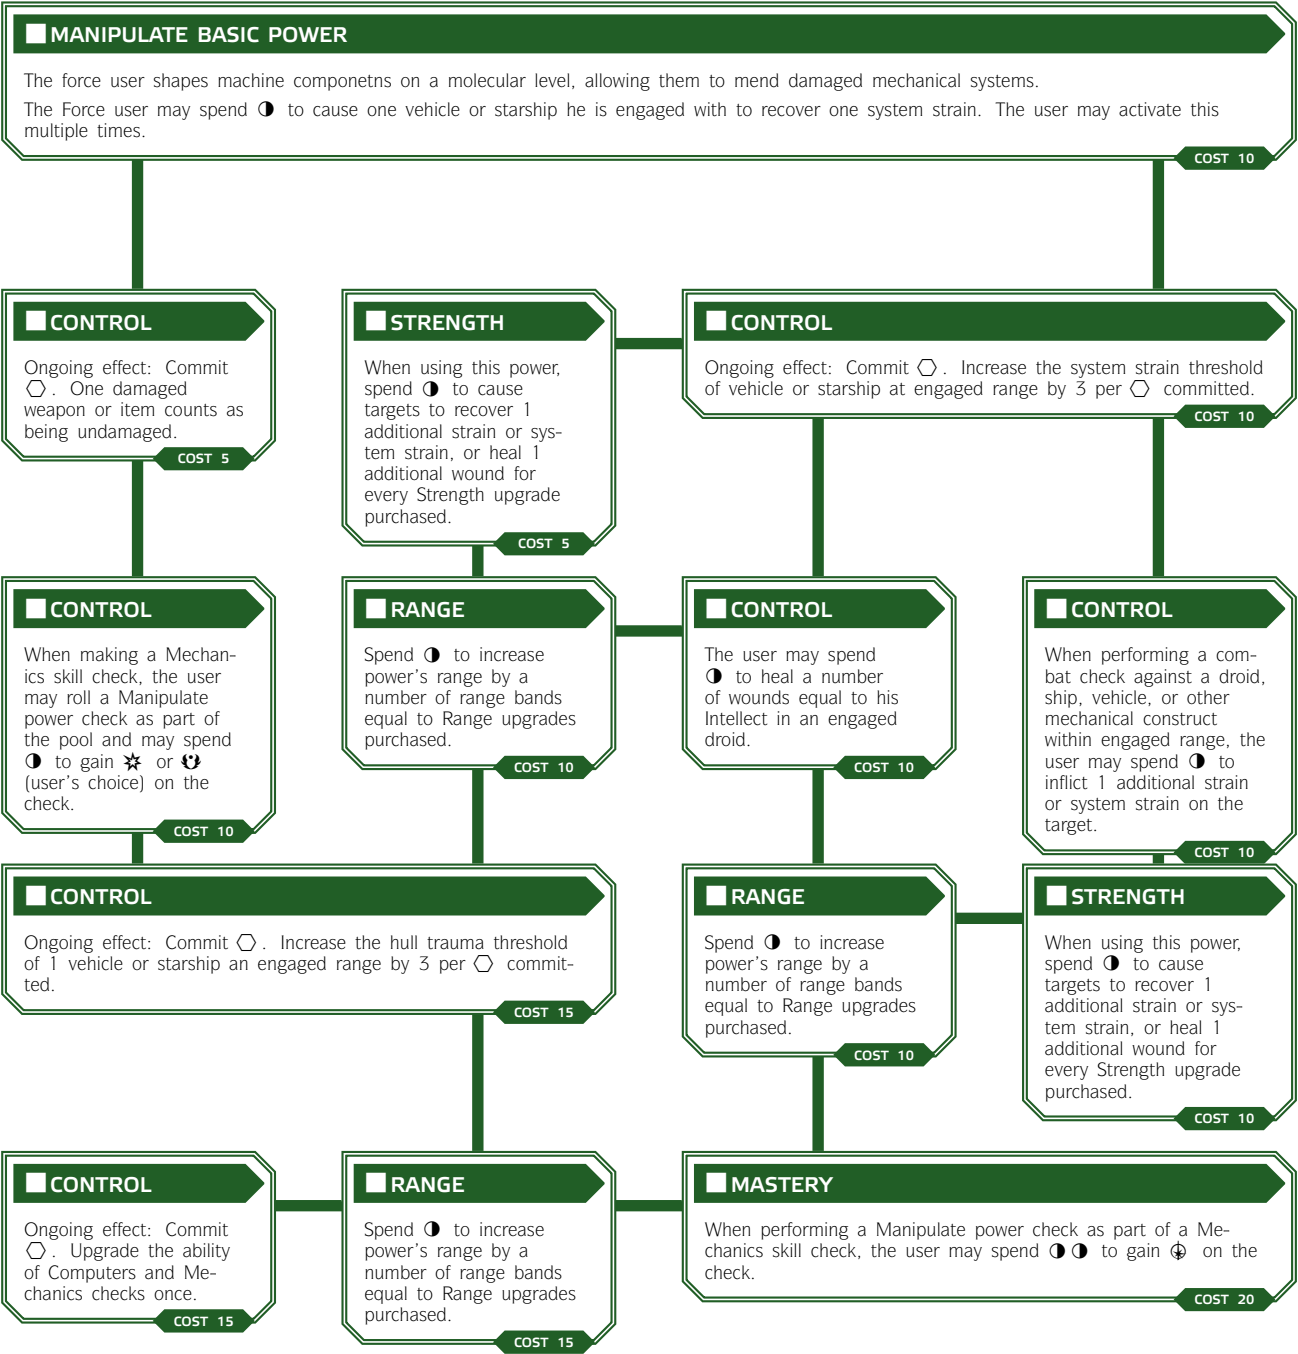 MANIPULATE BASIC POWER
The force user shapes machine componetns on a molecular level, allowing them to mend damaged mechanical systems.
The Force user may spend ◑ to cause one vehicle or starship he is engaged with to recover one system strain. The user may activate this
multiple times.
COST 10
CONTROL
Ongoing effect: Commit
⬡. One damaged
weapon or item counts as
being undamaged.
COST 5
STRENGTH
When using this power,
spend ◑ to cause
targets to recover 1
additional strain or sys-
tem strain, or heal 1
additional wound for
every Strength upgrade
purchased.
COST 5
CONTROL
Ongoing effect: Commit ⬡. Increase the system strain threshold
of vehicle or starship at engaged range by 3 per ⬡ committed.
COST 10
CONTROL
When making a Mechan-
ics skill check, the user
may roll a Manipulate
power check as part of
the pool and may spend
◑ to gain or
(user's choice) on the
check.
COST 10
RANGE
Spend ◑ to increase
power's range by a
number of range bands
equal to Range upgrades
purchased.
COST 10
CONTROL
The user may spend
◑ to heal a number
of wounds equal to his
Intellect in an engaged
droid.
COST 10
CONTROL
When performing a com-
bat check against a droid,
ship, vehicle, or other
mechanical construct
within engaged range, the
user may spend ◑ to
inflict 1 additional strain
or system strain on the
target.
COST 10
CONTROL
Ongoing effect: Commit ⬡. Increase the hull trauma threshold
of 1 vehicle or starship an engaged range by 3 per ⬡ commit-
ted.
COST 15
RANGE
Spend ◑ to increase
power's range by a
number of range bands
equal to Range upgrades
purchased.
COST 10
STRENGTH
When using this power,
spend ◑ to cause
targets to recover 1
additional strain or sys-
tem strain, or heal 1
additional wound for
every Strength upgrade
purchased.
COST 10
CONTROL
Ongoing effect: Commit
⬡. Upgrade the ability
of Computers and Me-
chanics checks once.
COST 15
RANGE
Spend ◑ to increase
power's range by a
number of range bands
equal to Range upgrades
purchased.
COST 15
MASTERY
When performing a Manipulate power check as part of a Me-
chanics skill check, the user may spend ◑◑ to gain on the
check.
COST 20